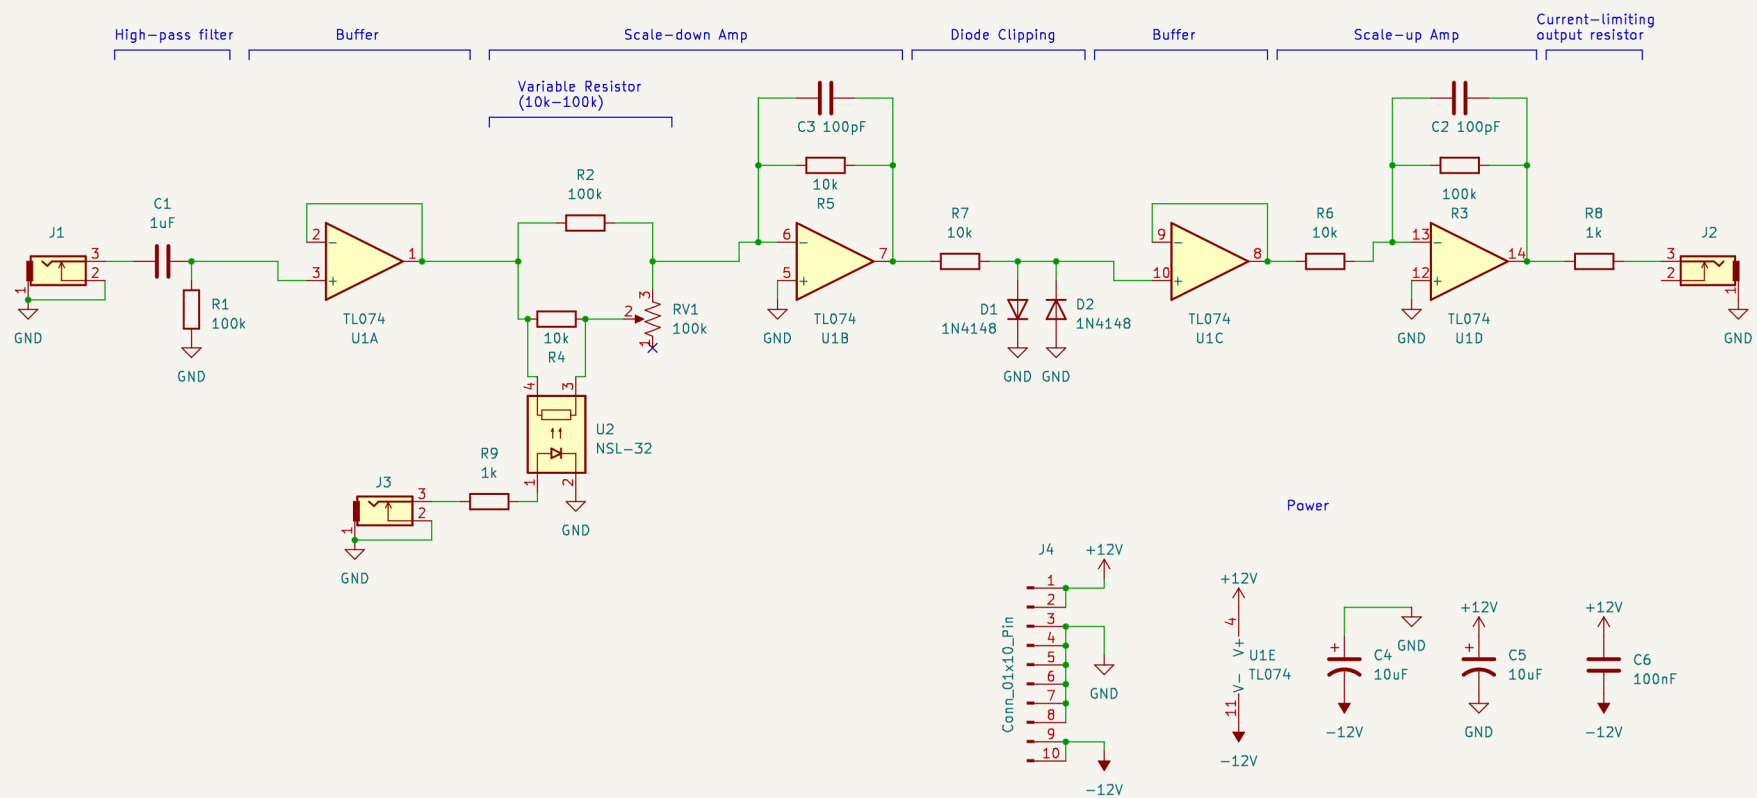 High-pass filter
Buffer
Scale-down Amp
Diode Clipping
Buffer
Scale-up Amp
Current-limiting
output resistor
Variable Resistor
(10k-100k)
C3 100pF
C2 100pF
R2
100k
10k
R5
100k
R3
C1
1uF
J1
3
2
1
GND
R1
100k
GND
2
3
1
−
+
TL074
U1A
10k
R4
2
3
1
RV1
100k
6
5
7
−
+
GND
TL074
U1B
R7
10k
D1
1N4148
D2
1N4148
GND
GND
9
10
8
−
+
TL074
U1C
R6
10k
13
12
14
−
+
GND
TL074
U1D
R8
1k
J2
3
2
1
GND
4
3
U2
NSL-32
1
2
GND
R9
1k
J3
3
2
1
GND
Power
J4
+12V
1
2
3
4
5
6
7
8
9
10
Conn_01x10_Pin
GND
-12V
+12V
4
V+
U1E
TL074
V-
11
-12V
GND
+
C4
10uF
-12V
+12V
+
C5
10uF
GND
+12V
C6
100nF
-12V